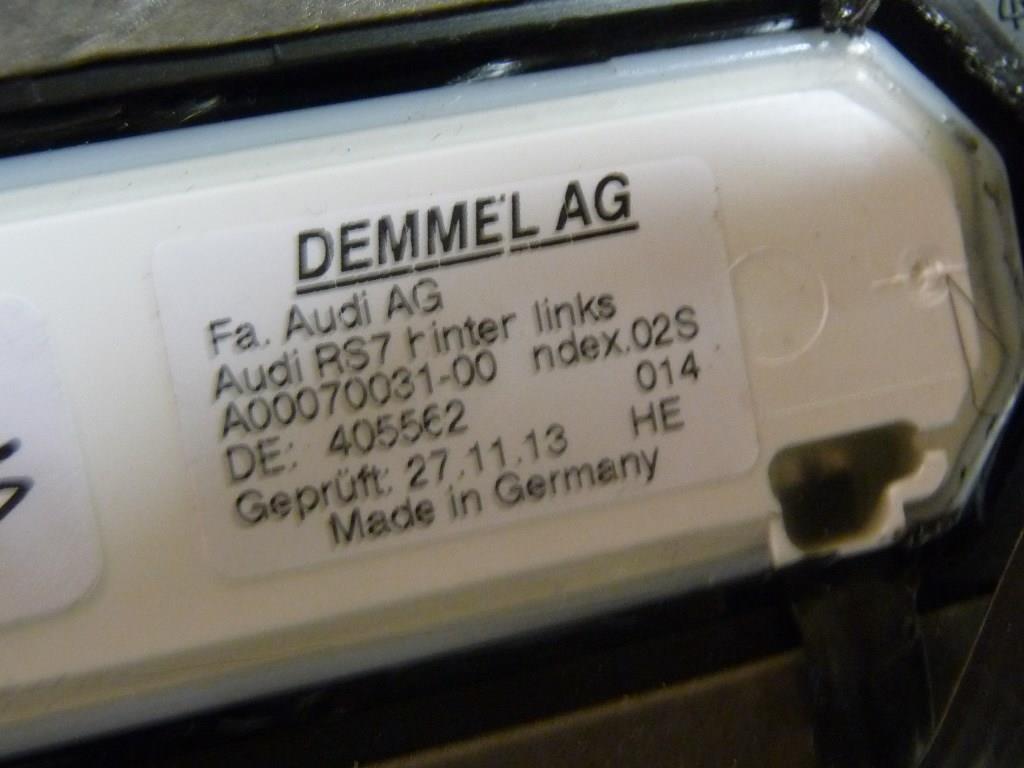 DEMMEL AG
Fa. Audi AG
Audi RS7 hinter links
A00070031-00 ndex.02S
DE: 405562 014
Geprüft: 27.11.13 HE
Made in Germany